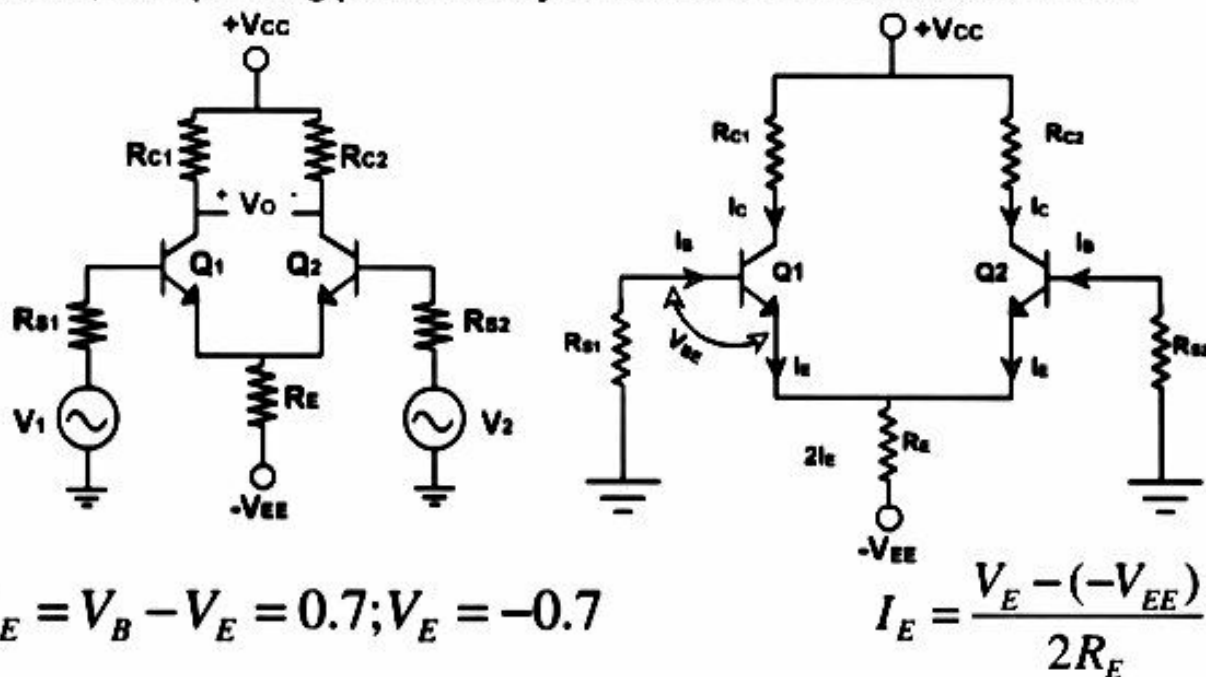 +VCC
RC1
RC2
+ VO -
Q1
Q2
RS1
RS2
RE
V1
V2
-VEE
+VCC
RC1
RC2
IC
IC
IB
IB
Q1
Q2
RS1
VBE
IE
IE
RE
2IE
-VEE
E = VB − VE = 0.7; VE = −0.7
IE = VE − (−VEE) / 2RE